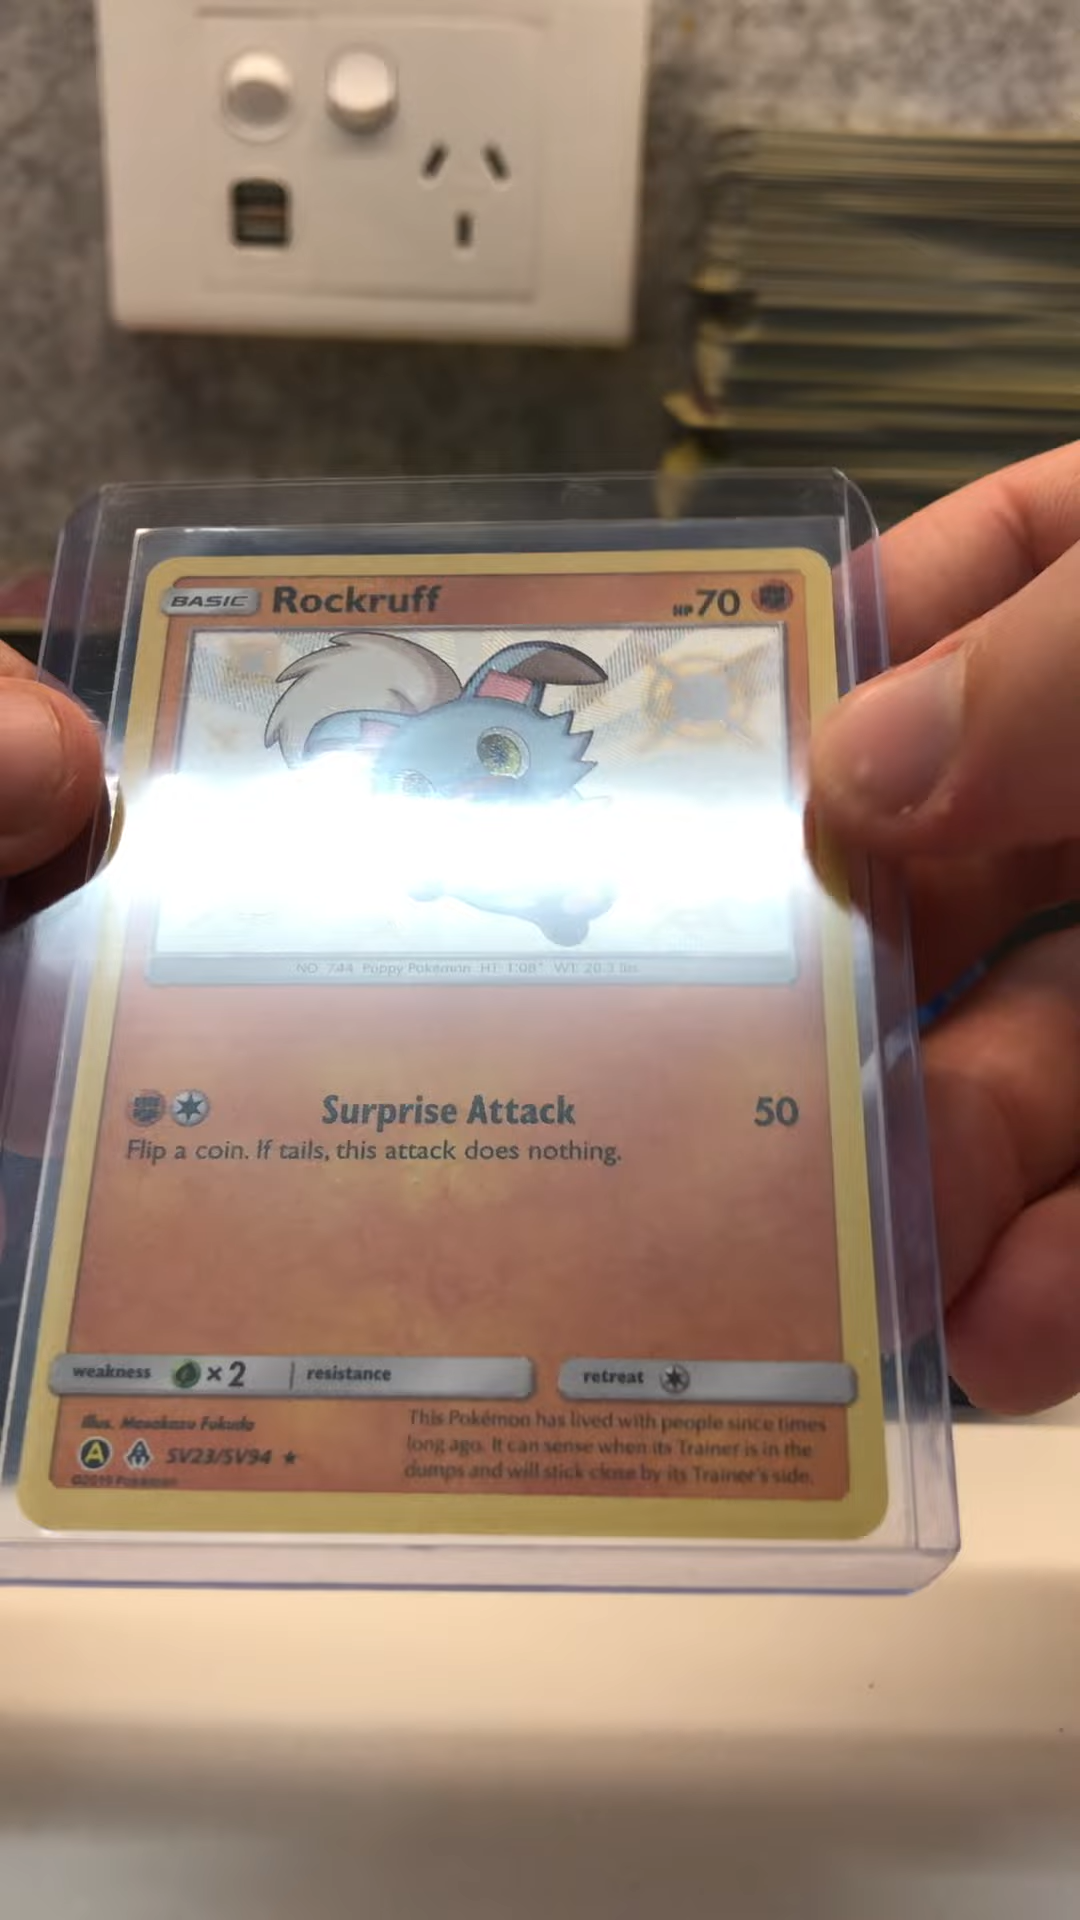 BASIC Rockruff HP70
NO. 744 Puppy Pokémon HT: 1'08" WT: 20.3 lbs.
Surprise Attack 50
Flip a coin. If tails, this attack does nothing.
weakness ×2 resistance retreat
Illus. Masakazu Fukuda
This Pokémon has lived with people since times
long ago. It can sense when its Trainer is in the
dumps and will stick close by its Trainer's side.
A SV23/SV94
©2019 Pokémon